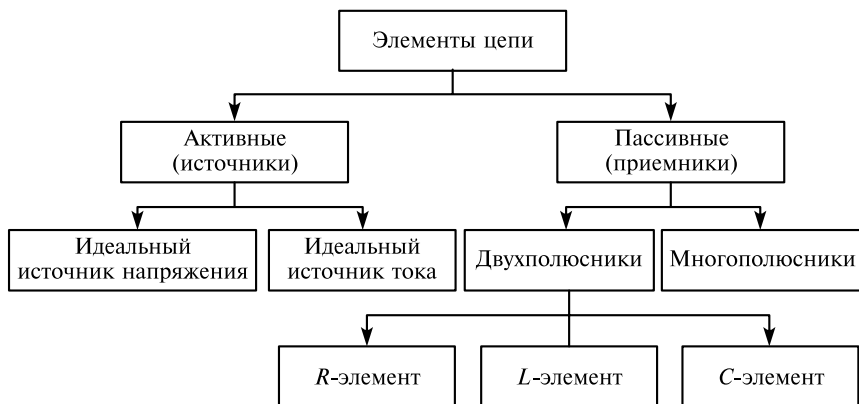 Элементы цепи
Активные
(источники)
Пассивные
(приемники)
Идеальный
источник напряжения
Идеальный
источник тока
Двухполюсники
Многополюсники
R-элемент
L-элемент
C-элемент